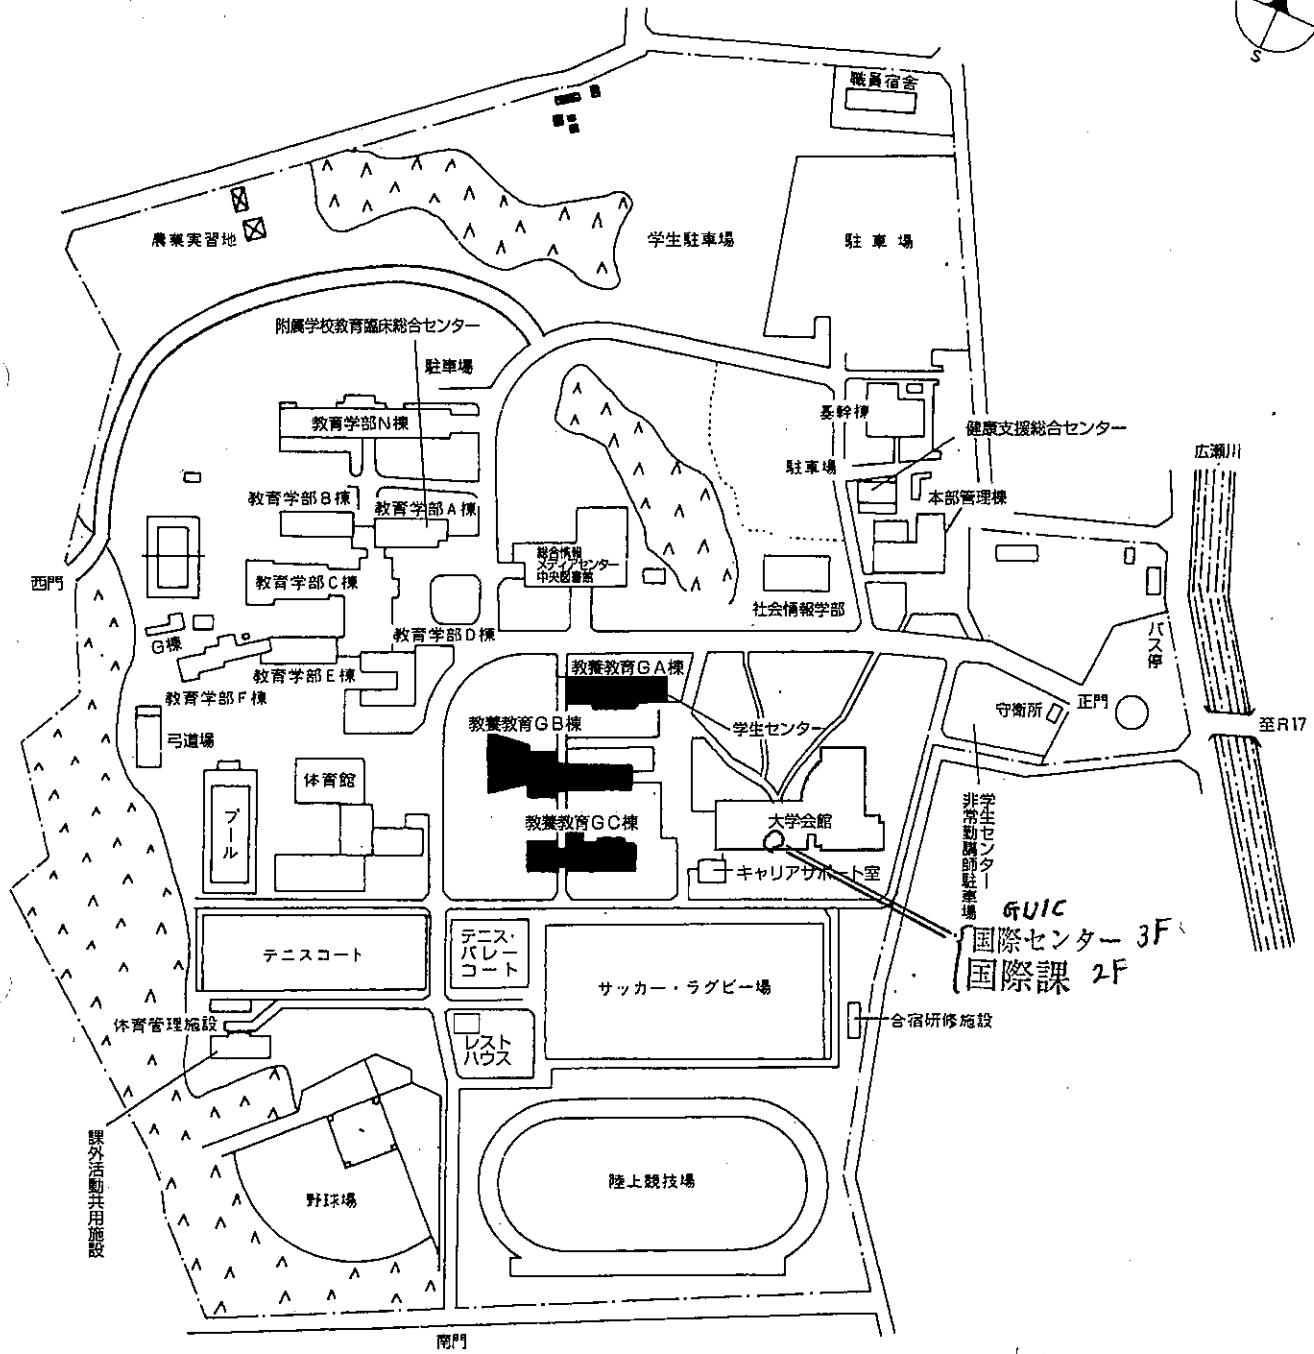 S
職員宿舎
農業実習地
学生駐車場
駐車場
附属学校教育臨床総合センター
駐車場
教育学部N棟
基幹棟
健康支援総合センター
広瀬川
駐車場
教育学部B棟
教育学部A棟
本部管理棟
総合情報
メディアセンター
中央図書館
西門
教育学部C棟
社会情報学部
バス停
G棟
教育学部D棟
教育学部E棟
教養教育GA棟
教育学部F棟
守衛所
正門
教養教育GB棟
学生センター
至R17
弓道場
体育館
プール
教養教育GC棟
大学会館
学生センター
非常勤講師駐車場
キャリアサポート室
GUIC
国際センター 3F
国際課 2F
テニスコート
テニス・
バレー
コート
サッカー・ラグビー場
体育管理施設
合宿研修施設
レスト
ハウス
課外活動共用施設
野球場
陸上競技場
南門